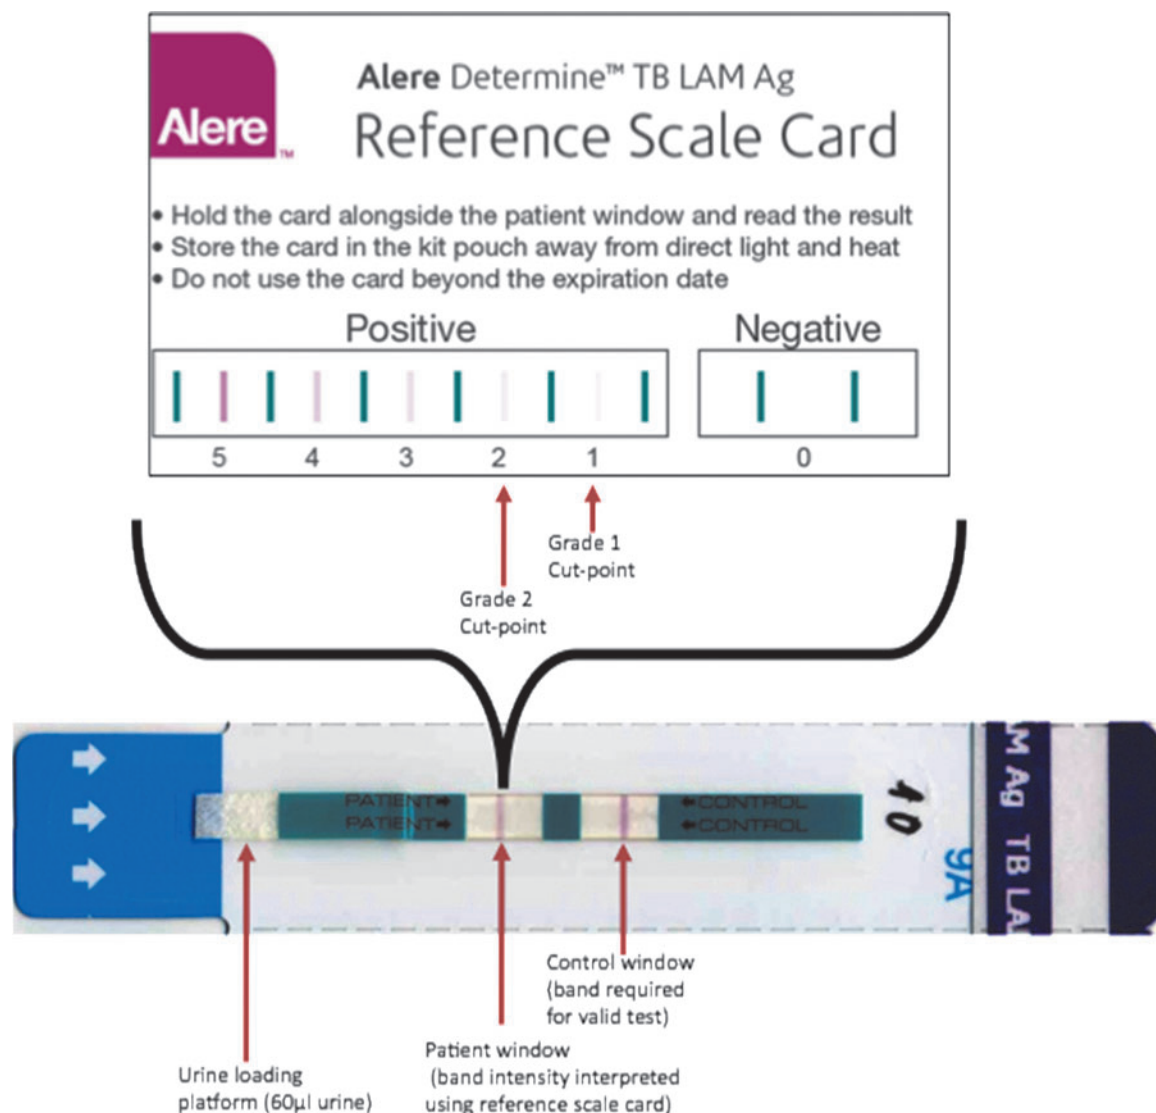 Alere™
Alere Determine™ TB LAM Ag
Reference Scale Card
• Hold the card alongside the patient window and read the result
• Store the card in the kit pouch away from direct light and heat
• Do not use the card beyond the expiration date
Positive
Negative
5 4 3 2 1
0
Grade 1
Cut-point
Grade 2
Cut-point
PATIENT
PATIENT
CONTROL
CONTROL
10
9A
M Ag TB LA
Control window
(band required
for valid test)
Patient window
(band intensity interpreted
using reference scale card)
Urine loading
platform (60µl urine)